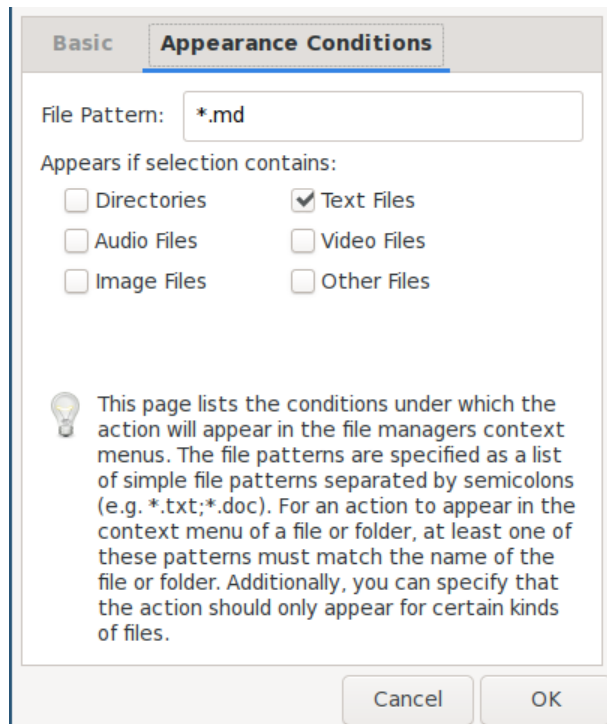 Basic Appearance Conditions
File Pattern: *.md
Appears if selection contains:
Directories Text Files
Audio Files Video Files
Image Files Other Files
This page lists the conditions under which the
action will appear in the file managers context
menus. The file patterns are specified as a list
of simple file patterns separated by semicolons
(e.g. *.txt;*.doc). For an action to appear in the
context menu of a file or folder, at least one of
these patterns must match the name of the
file or folder. Additionally, you can specify that
the action should only appear for certain kinds
of files.
Cancel OK